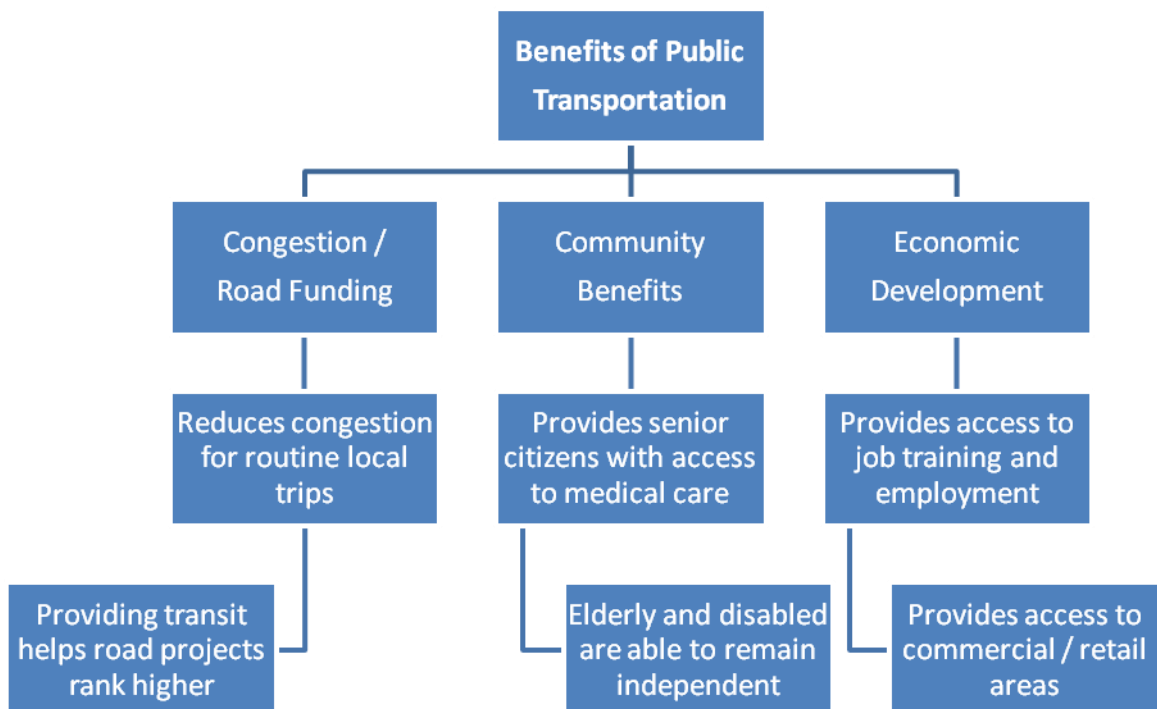 Benefits of Public
Transportation
Congestion /
Road Funding
Community
Benefits
Economic
Development
Reduces congestion
for routine local
trips
Provides senior
citizens with access
to medical care
Provides access to
job training and
employment
Providing transit
helps road projects
rank higher
Elderly and disabled
are able to remain
independent
Provides access to
commercial / retail
areas